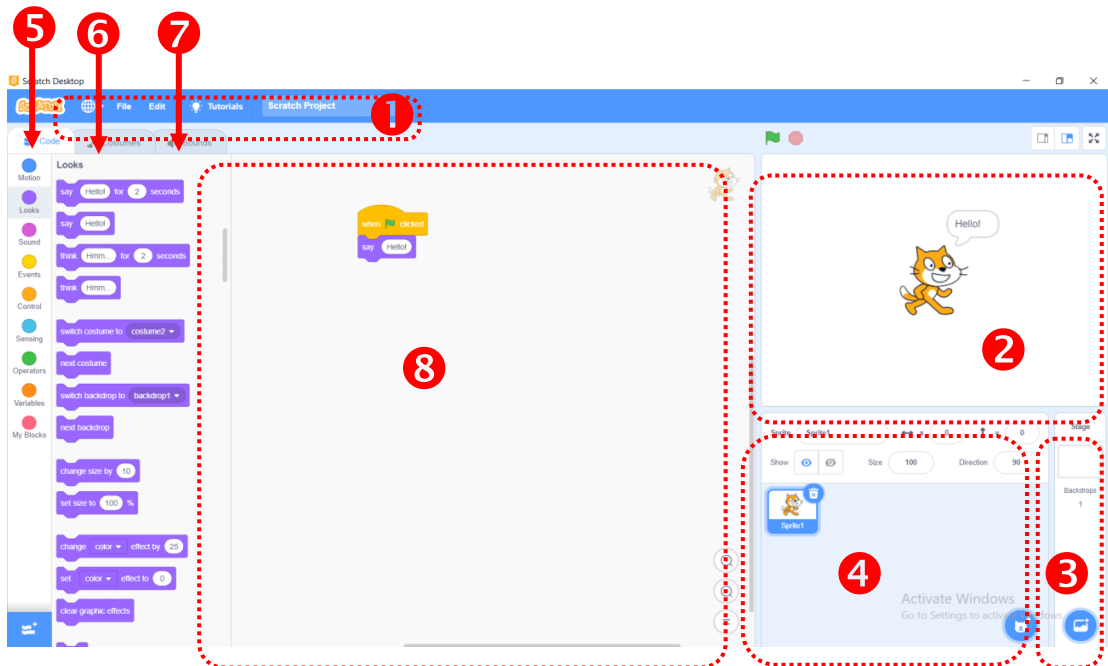 5 6 7
Scratch Desktop
SCRATCH File Edit Tutorials Scratch Project 1
Code Costumes Sounds
Motion
Looks
Sound
Events
Control
Sensing
Operators
Variables
My Blocks
Looks
say Hello! for 2 seconds
say Hello!
think Hmm... for 2 seconds
think Hmm...
switch costume to costume2
next costume
switch backdrop to backdrop1
next backdrop
change size by 10
set size to 100 %
change color effect by 25
set color effect to 0
clear graphic effects
when clicked
say Hello!
8
Hello!
2
Sprite Sprite1 x 0 y 0
Show Size 100 Direction 90
Sprite1
4
Stage
Backdrops
1
3
Activate Windows
Go to Settings to activate Windows.